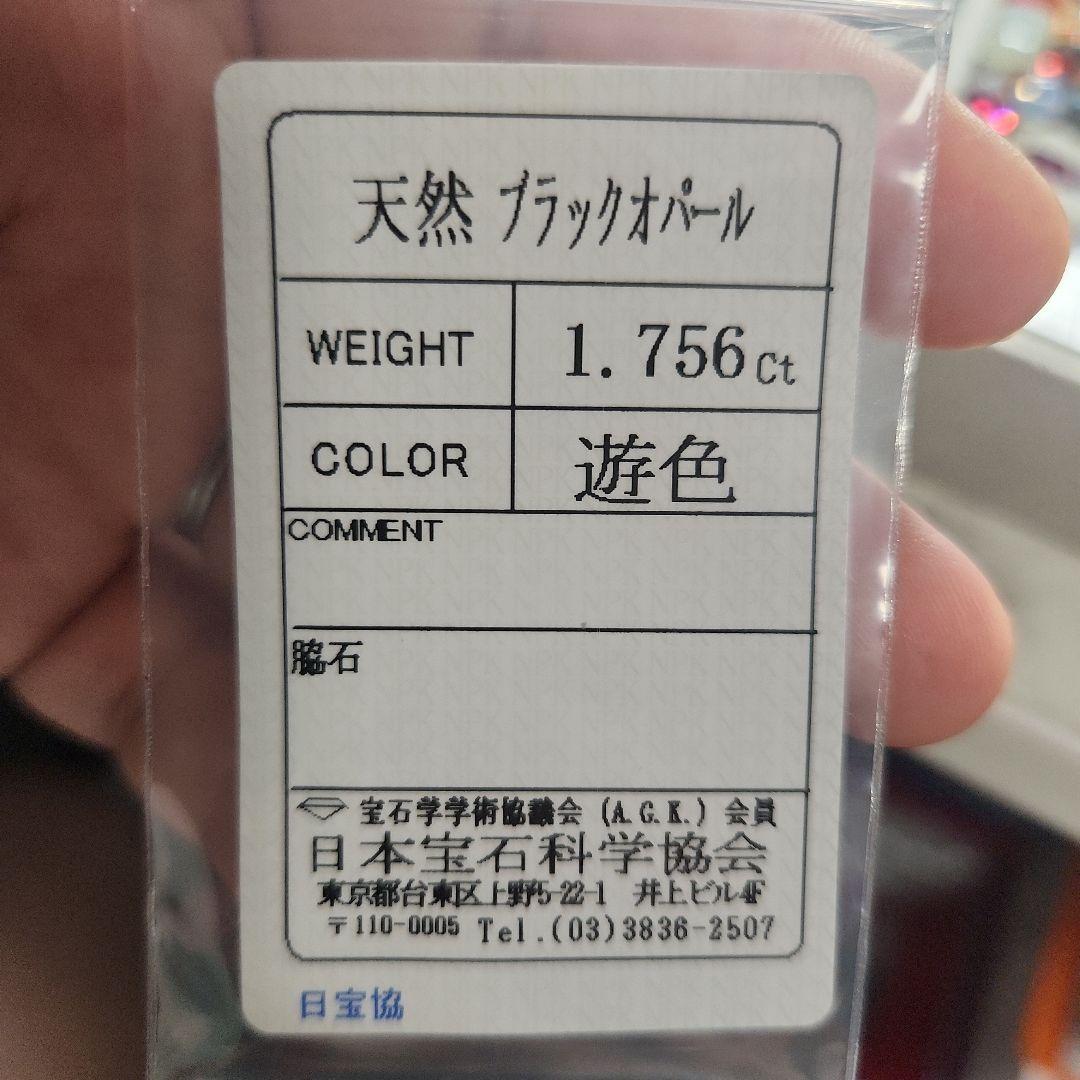 天然 ブラックオパール
WEIGHT 1.756ct
COLOR 遊色
COMMENT
脇石
宝石学学術協議会 (A.G.K.) 会員
日本宝石科学協会
東京都台東区上野5-22-1 井上ビル4F
〒110-0005 Tel.(03)3836-2507
日宝協